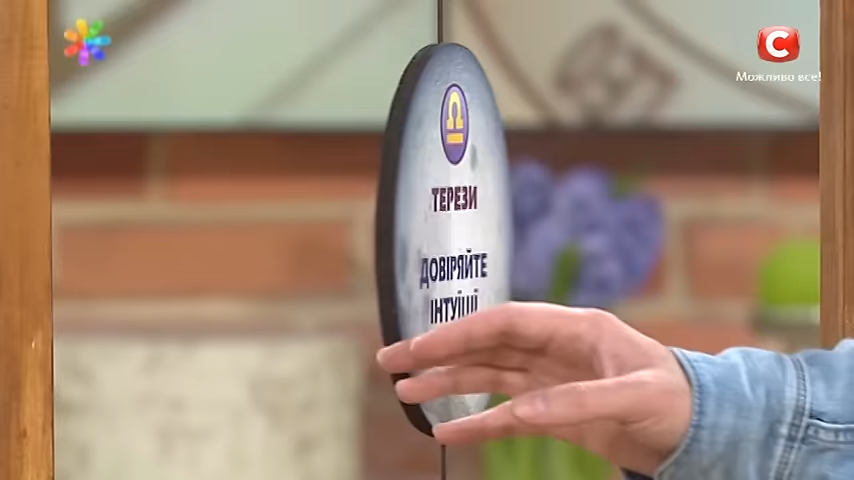 С
Можливо все!
ТЕРЕЗИ
ДОВІРЯЙТЕ
ІНТУЇЦІЇ